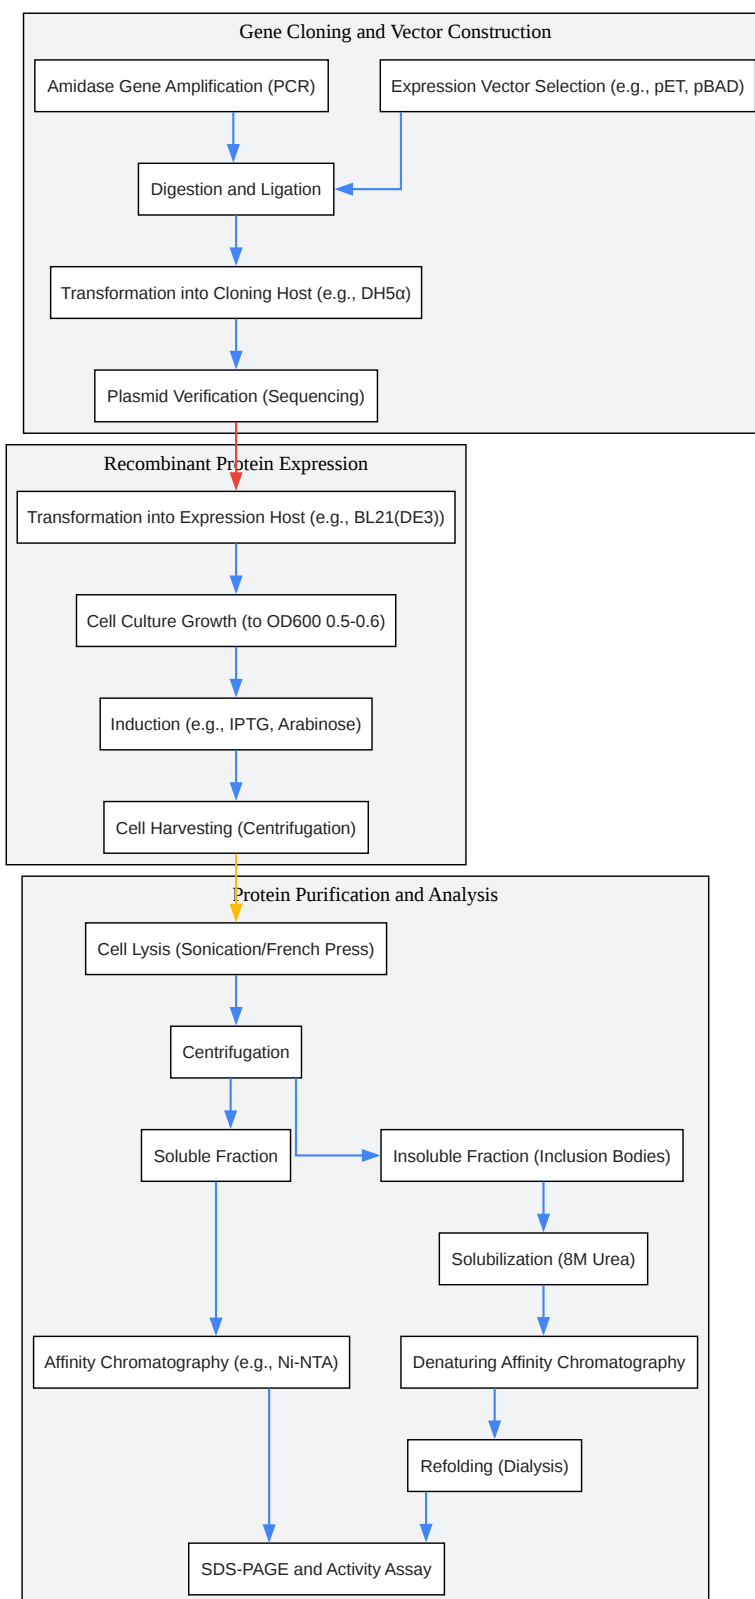 Gene Cloning and Vector Construction
Amidase Gene Amplification (PCR)
Expression Vector Selection (e.g., pET, pBAD)
Digestion and Ligation
Transformation into Cloning Host (e.g., DH5α)
Plasmid Verification (Sequencing)
Recombinant Protein Expression
Transformation into Expression Host (e.g., BL21(DE3))
Cell Culture Growth (to OD600 0.5-0.6)
Induction (e.g., IPTG, Arabinose)
Cell Harvesting (Centrifugation)
Protein Purification and Analysis
Cell Lysis (Sonication/French Press)
Centrifugation
Soluble Fraction
Insoluble Fraction (Inclusion Bodies)
Solubilization (8M Urea)
Affinity Chromatography (e.g., Ni-NTA)
Denaturing Affinity Chromatography
Refolding (Dialysis)
SDS-PAGE and Activity Assay